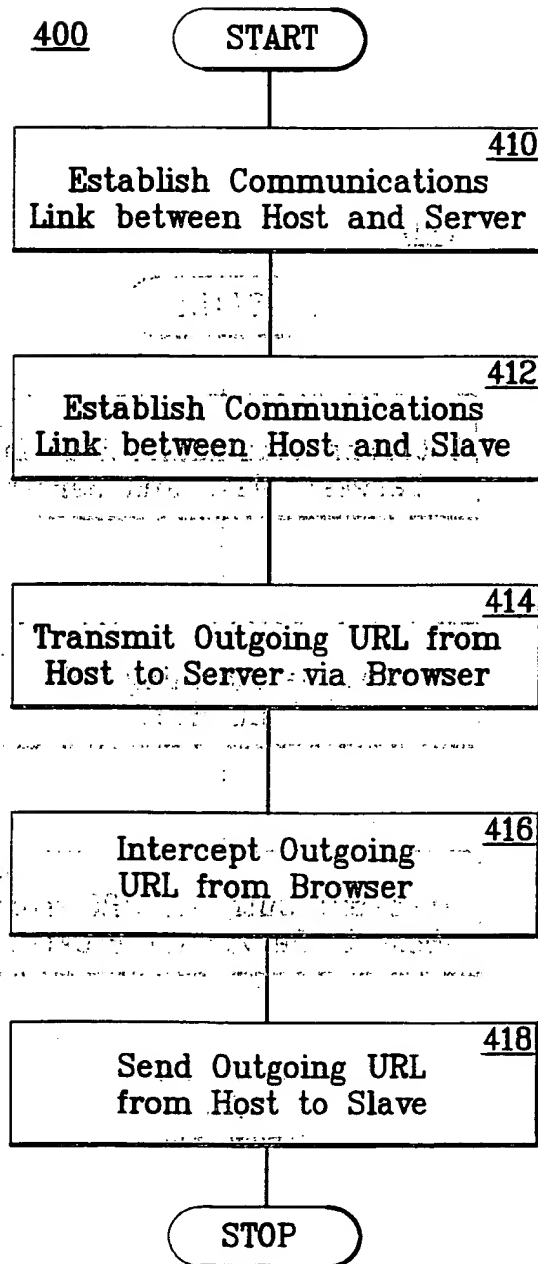 400
START
410
Establish Communications
Link between Host and Server
412
Establish Communications
Link between Host and Slave
414
Transmit Outgoing URL from
Host to Server via Browser
416
Intercept Outgoing
URL from Browser
418
Send Outgoing URL
from Host to Slave
STOP